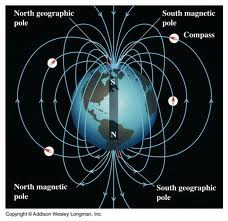 North geographic
pole
South magnetic
pole
Compass
S
N
North magnetic
pole
South geographic
pole
Copyright © Addison Wesley Longman, Inc.